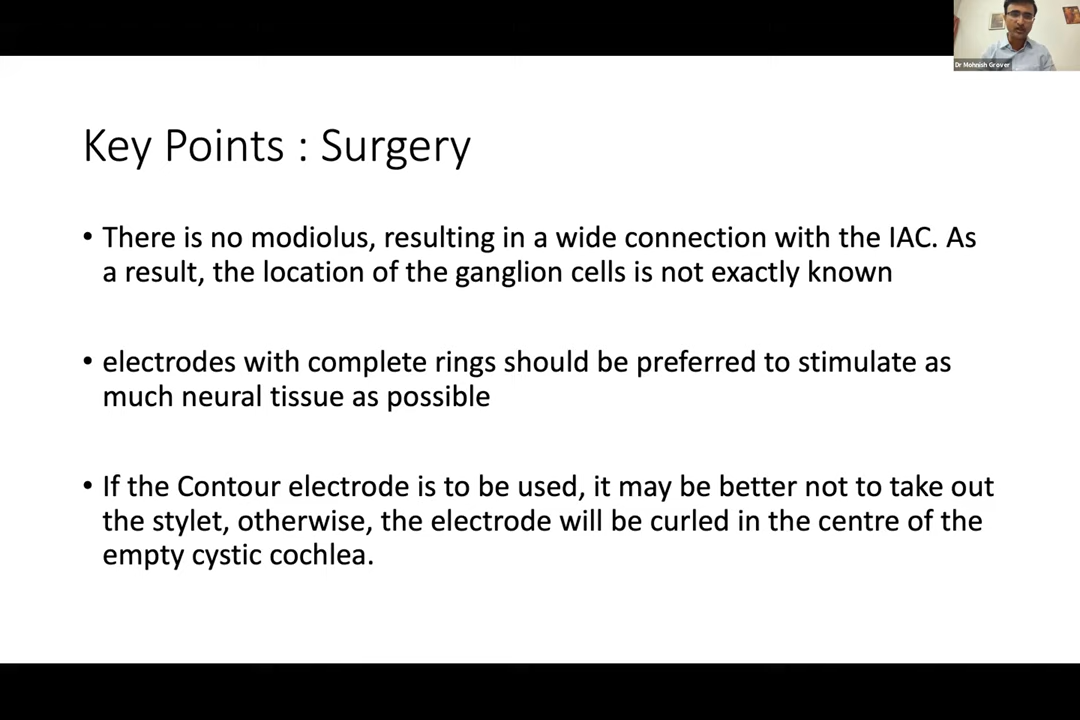 Dr Mohnish Grover
Key Points : Surgery
• There is no modiolus, resulting in a wide connection with the IAC. As
a result, the location of the ganglion cells is not exactly known
• electrodes with complete rings should be preferred to stimulate as
much neural tissue as possible
• If the Contour electrode is to be used, it may be better not to take out
the stylet, otherwise, the electrode will be curled in the centre of the
empty cystic cochlea.